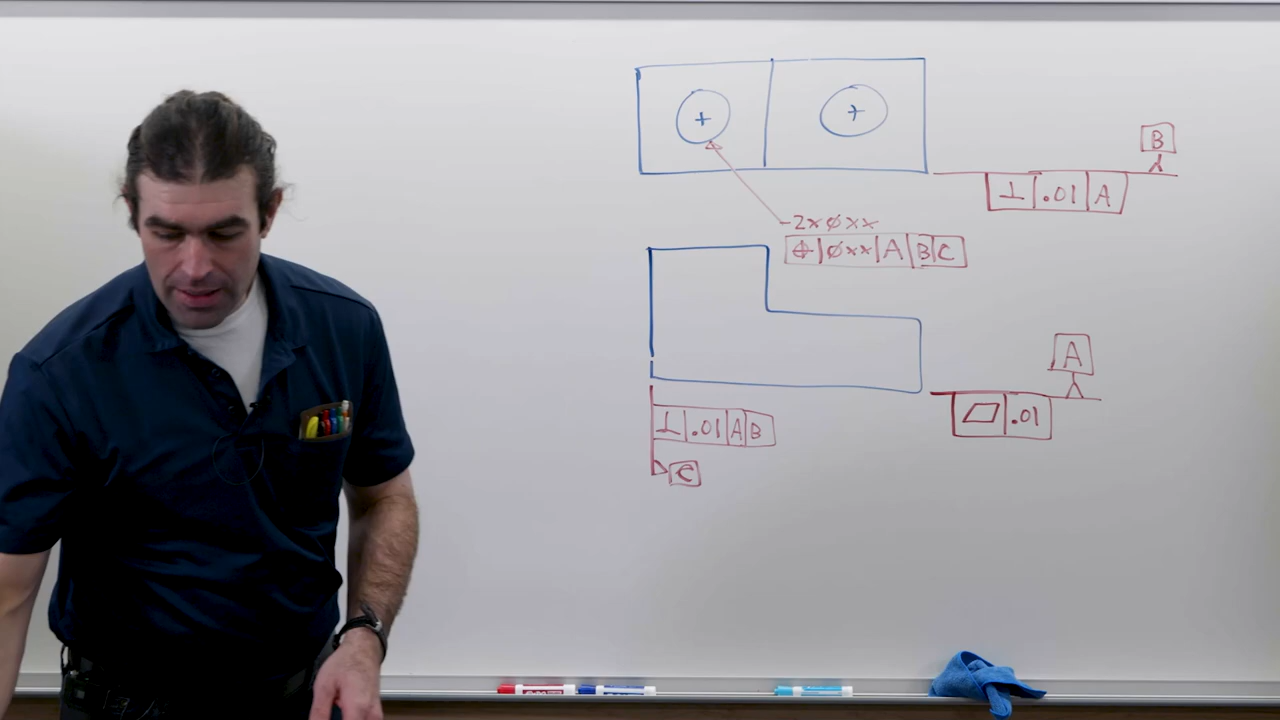 B
⊥ .01 A
2x ⌀xx
⌖ ⌀xx A B C
A
⏥ .01
⊥ .01 A B
C